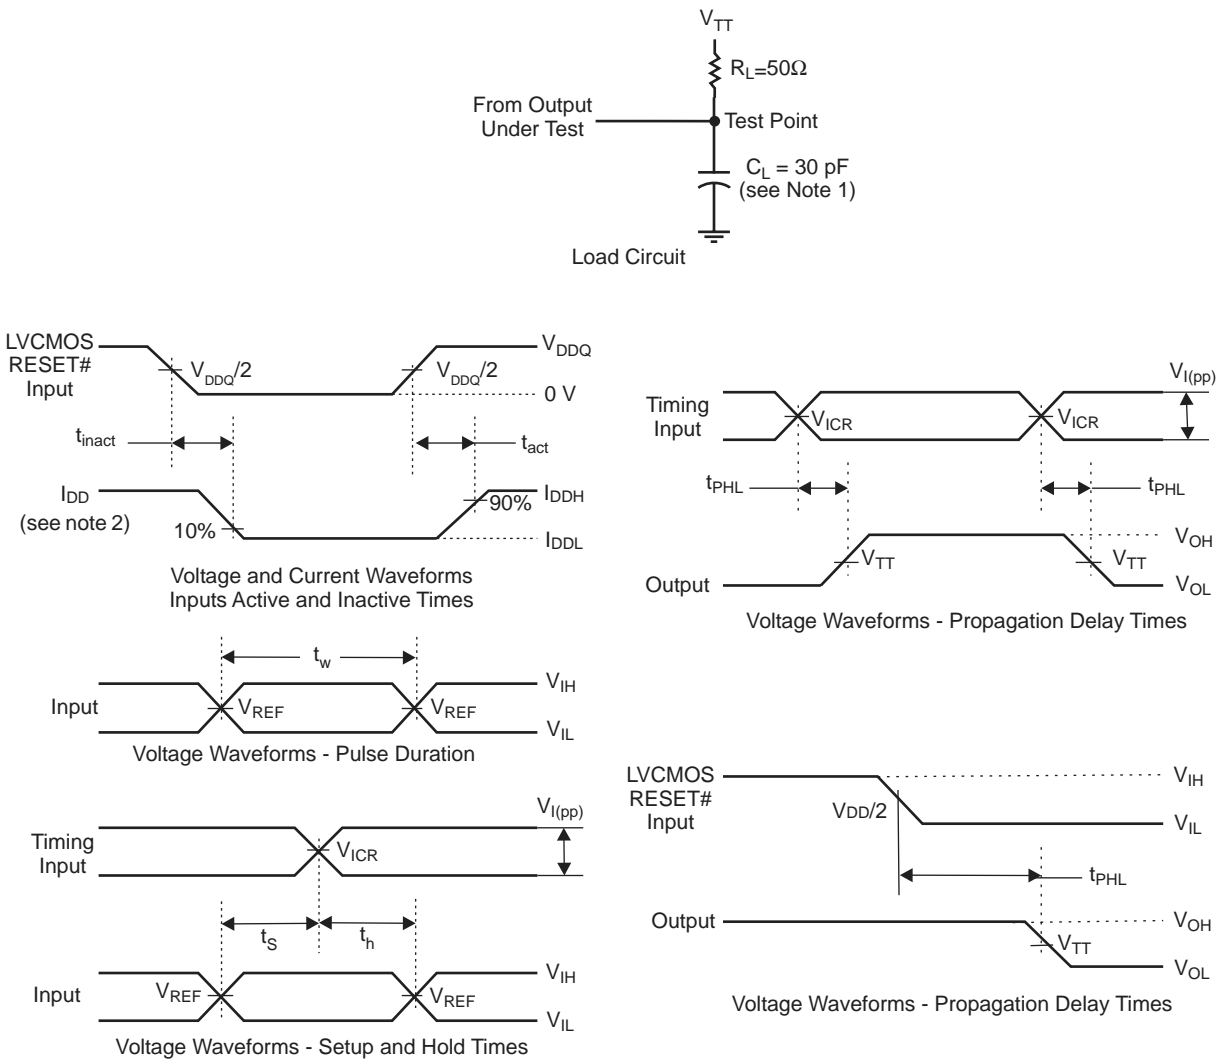 V_TT
R_L=50Ω
From Output
Under Test
Test Point
C_L = 30 pF
(see Note 1)
Load Circuit
LVCMOS
RESET#
Input
V_DDQ/2
V_DDQ/2
V_DDQ
0 V
t_inact
t_act
I_DD
(see note 2)
10%
90%
I_DDH
I_DDL
Voltage and Current Waveforms
Inputs Active and Inactive Times
t_w
Input
V_REF
V_REF
V_IH
V_IL
Voltage Waveforms - Pulse Duration
Timing
Input
V_ICR
V_I(pp)
t_S
t_h
Input
V_REF
V_REF
V_IH
V_IL
Voltage Waveforms - Setup and Hold Times
Timing
Input
V_ICR
V_ICR
V_I(pp)
t_PHL
t_PHL
Output
V_TT
V_TT
V_OH
V_OL
Voltage Waveforms - Propagation Delay Times
LVCMOS
RESET#
Input
V_DD/2
V_IH
V_IL
t_PHL
Output
V_TT
V_OH
V_OL
Voltage Waveforms - Propagation Delay Times